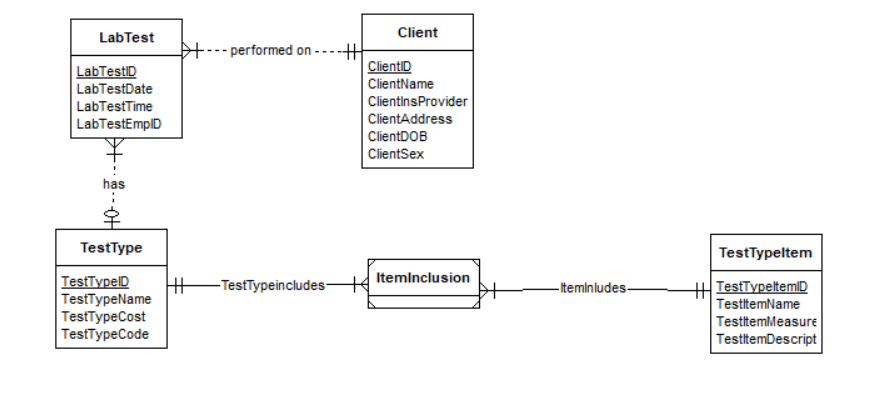 LabTest
LabTestID
LabTestDate
LabTestTime
LabTestEmpID
performed on
Client
ClientID
ClientName
ClientInsProvider
ClientAddress
ClientDOB
ClientSex
has
TestType
TestTypeID
TestTypeName
TestTypeCost
TestTypeCode
TestTypeincludes
ItemInclusion
ItemInludes
TestTypeItem
TestTypeItemID
TestItemName
TestItemMeasure
TestItemDescript